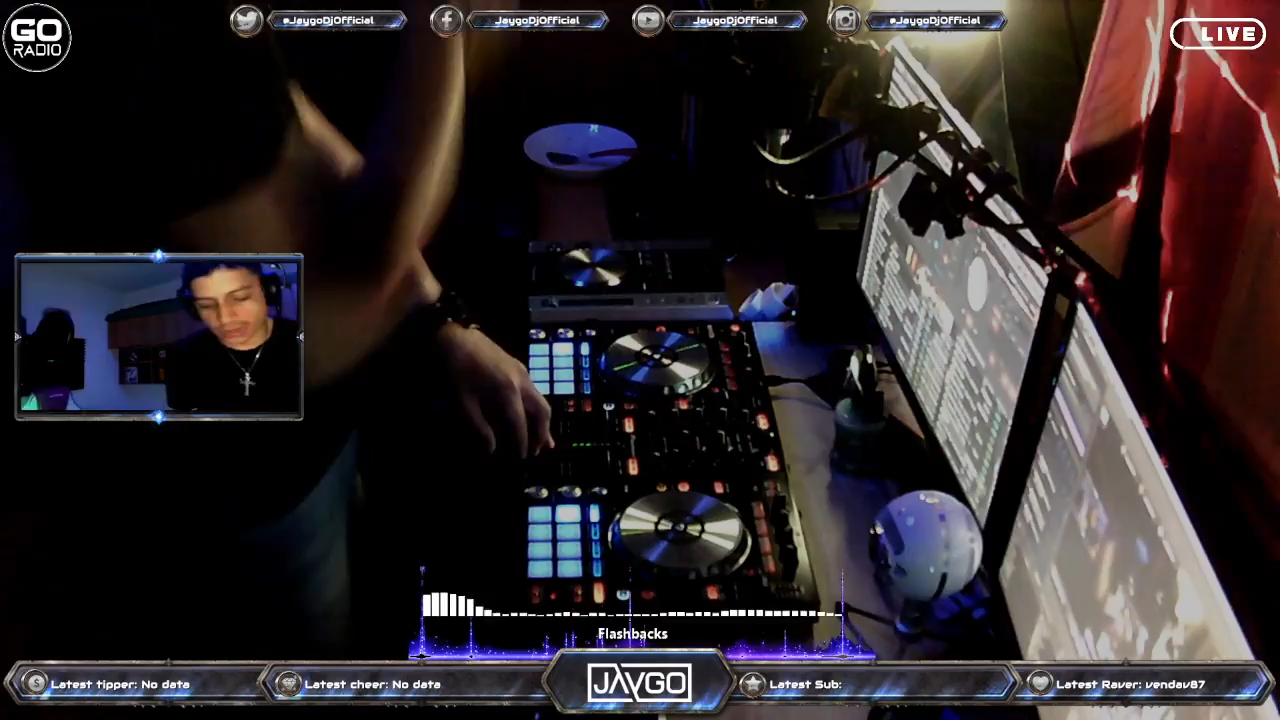 GO
RADIO
@JaygoDjOfficial
JaygoDjOfficial
JaygoDjOfficial
@JaygoDjOfficial
LIVE
Flashbacks
Latest tipper: No data
Latest cheer: No data
JAYGO
Latest Sub:
Latest Raver: vendav87